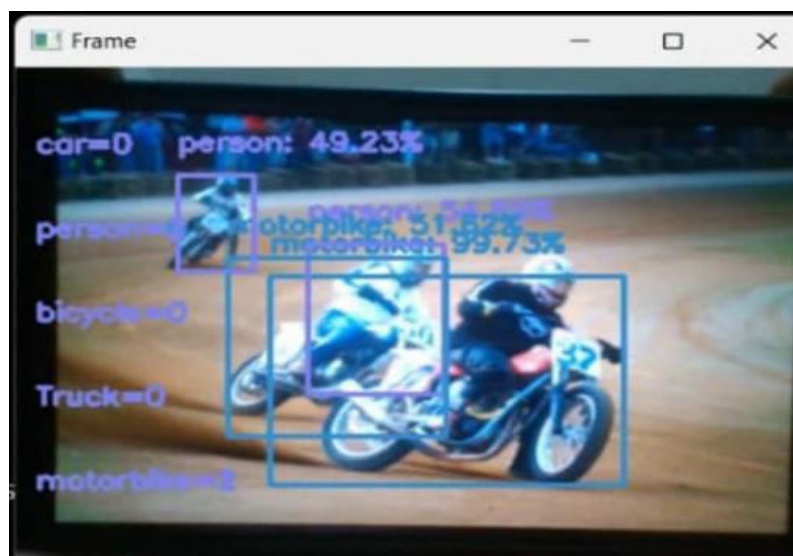 Frame
car=0 person: 49.23%
person:
motorbike: 51.82%
motorbike: 99.73%
bicycle=0
37
Truck=0
motorbike=2